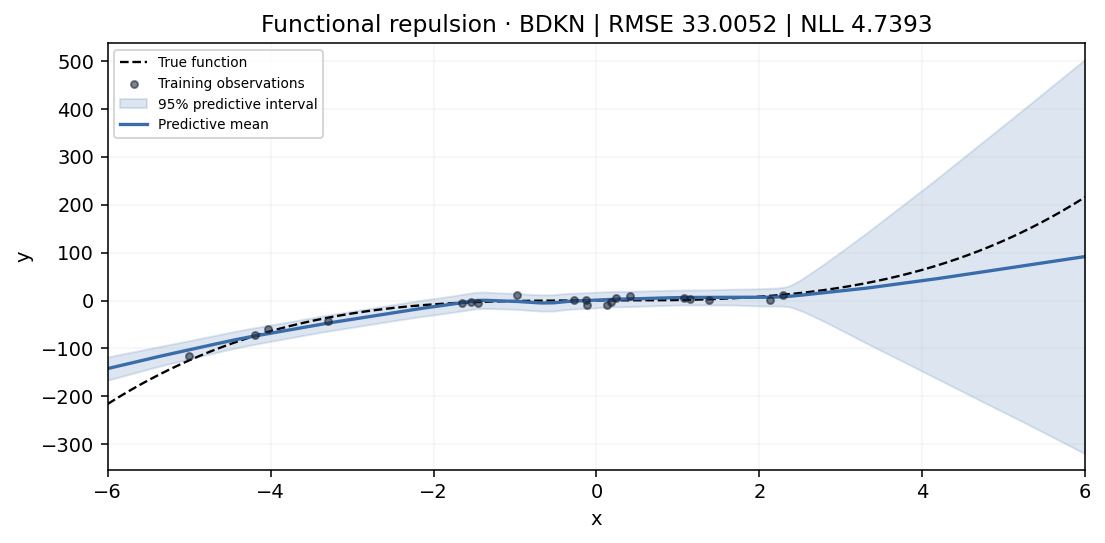 Functional repulsion · BDKN | RMSE 33.0052 | NLL 4.7393
True function
Training observations
95% predictive interval
Predictive mean
500
400
300
200
100
0
−100
−200
−300
y
−6 −4 −2 0 2 4 6
x